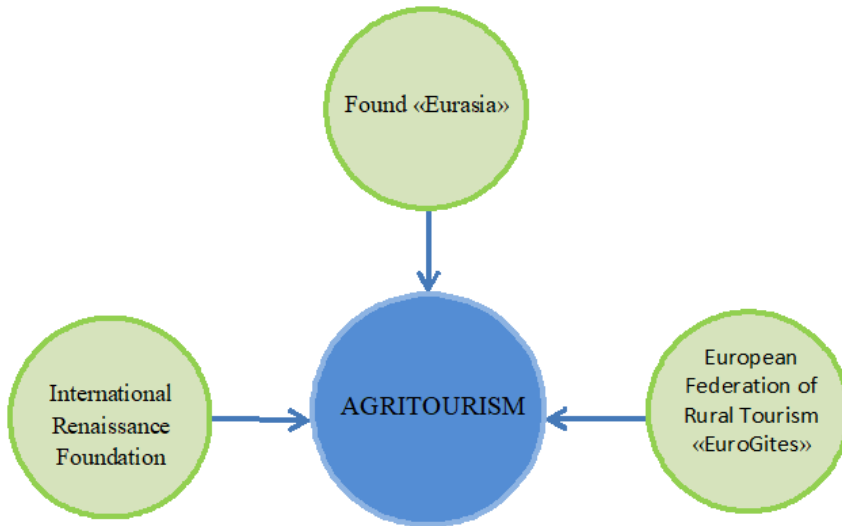 Found «Eurasia»
International
Renaissance
Foundation
AGRITOURISM
European
Federation of
Rural Tourism
«EuroGites»